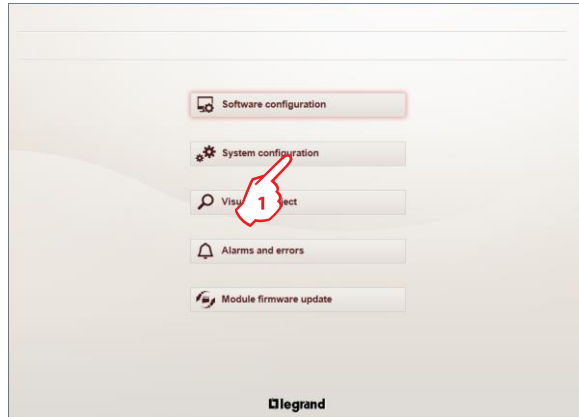 Software configuration
System configuration
1
Alarms and errors
Module firmware update
legrand